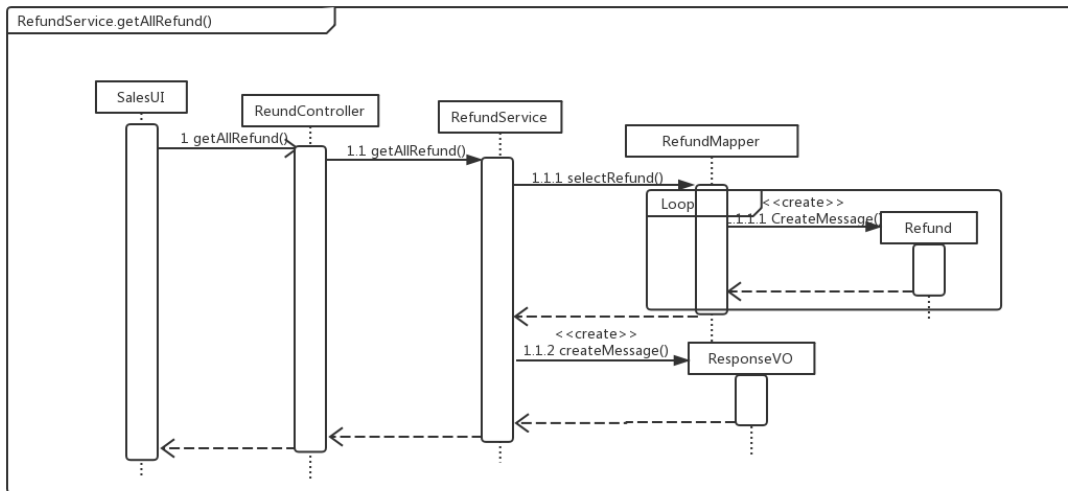 RefundService.getAllRefund()
SalesUI
ReundController
RefundService
RefundMapper
1 getAllRefund()
1.1 getAllRefund()
1.1.1 selectRefund()
Loop
<<create>>
1.1.1.1 CreateMessage()
Refund
<<create>>
1.1.2 createMessage()
ResponseVO